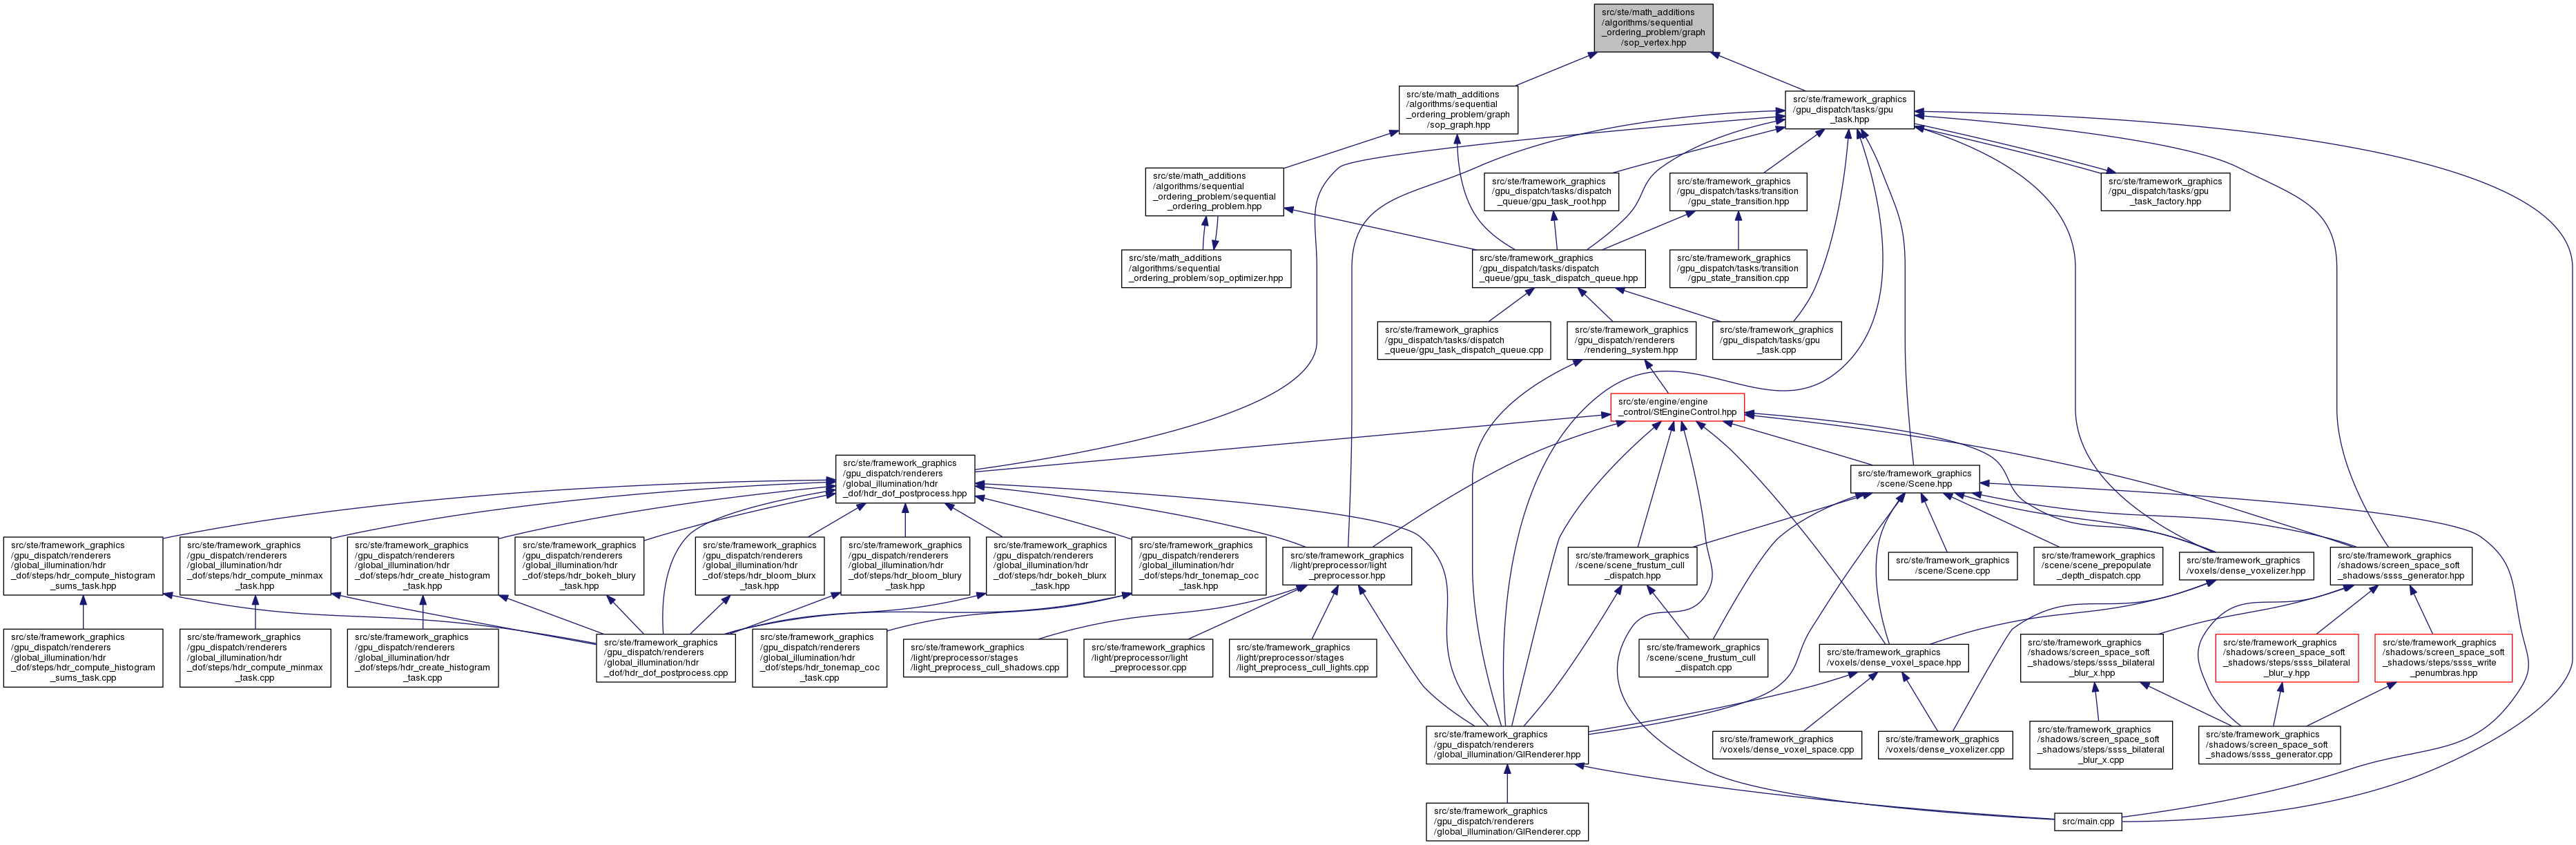 src/ste/math_additions
/algorithms/sequential
_ordering_problem/graph
/sop_vertex.hpp
src/ste/math_additions
/algorithms/sequential
_ordering_problem/graph
/sop_graph.hpp
src/ste/framework_graphics
/gpu_dispatch/tasks/gpu
_task.hpp
src/ste/math_additions
/algorithms/sequential
_ordering_problem/sequential
_ordering_problem.hpp
src/ste/framework_graphics
/gpu_dispatch/tasks/dispatch
_queue/gpu_task_root.hpp
src/ste/framework_graphics
/gpu_dispatch/tasks/transition
/gpu_state_transition.hpp
src/ste/framework_graphics
/gpu_dispatch/tasks/gpu
_task_factory.hpp
src/ste/math_additions
/algorithms/sequential
_ordering_problem/sop_optimizer.hpp
src/ste/framework_graphics
/gpu_dispatch/tasks/dispatch
_queue/gpu_task_dispatch_queue.hpp
src/ste/framework_graphics
/gpu_dispatch/tasks/transition
/gpu_state_transition.cpp
src/ste/framework_graphics
/gpu_dispatch/tasks/dispatch
_queue/gpu_task_dispatch_queue.cpp
src/ste/framework_graphics
/gpu_dispatch/renderers
/rendering_system.hpp
src/ste/framework_graphics
/gpu_dispatch/tasks/gpu
_task.cpp
src/ste/engine/engine
_control/StEngineControl.hpp
src/ste/framework_graphics
/gpu_dispatch/renderers
/global_illumination/hdr
_dof/hdr_dof_postprocess.hpp
src/ste/framework_graphics
/scene/Scene.hpp
src/ste/framework_graphics
/gpu_dispatch/renderers
/global_illumination/hdr
_dof/steps/hdr_compute_histogram
_sums_task.hpp
src/ste/framework_graphics
/gpu_dispatch/renderers
/global_illumination/hdr
_dof/steps/hdr_compute_minmax
_task.hpp
src/ste/framework_graphics
/gpu_dispatch/renderers
/global_illumination/hdr
_dof/steps/hdr_create_histogram
_task.hpp
src/ste/framework_graphics
/gpu_dispatch/renderers
/global_illumination/hdr
_dof/steps/hdr_bokeh_blury
_task.hpp
src/ste/framework_graphics
/gpu_dispatch/renderers
/global_illumination/hdr
_dof/steps/hdr_bloom_blurx
_task.hpp
src/ste/framework_graphics
/gpu_dispatch/renderers
/global_illumination/hdr
_dof/steps/hdr_bloom_blury
_task.hpp
src/ste/framework_graphics
/gpu_dispatch/renderers
/global_illumination/hdr
_dof/steps/hdr_bokeh_blurx
_task.hpp
src/ste/framework_graphics
/gpu_dispatch/renderers
/global_illumination/hdr
_dof/steps/hdr_tonemap_coc
_task.hpp
src/ste/framework_graphics
/light/preprocessor/light
_preprocessor.hpp
src/ste/framework_graphics
/scene/scene_frustum_cull
_dispatch.hpp
src/ste/framework_graphics
/scene/Scene.cpp
src/ste/framework_graphics
/scene/scene_prepopulate
_depth_dispatch.cpp
src/ste/framework_graphics
/voxels/dense_voxelizer.hpp
src/ste/framework_graphics
/shadows/screen_space_soft
_shadows/ssss_generator.hpp
src/ste/framework_graphics
/gpu_dispatch/renderers
/global_illumination/hdr
_dof/steps/hdr_compute_histogram
_sums_task.cpp
src/ste/framework_graphics
/gpu_dispatch/renderers
/global_illumination/hdr
_dof/steps/hdr_compute_minmax
_task.cpp
src/ste/framework_graphics
/gpu_dispatch/renderers
/global_illumination/hdr
_dof/steps/hdr_create_histogram
_task.cpp
src/ste/framework_graphics
/gpu_dispatch/renderers
/global_illumination/hdr
_dof/hdr_dof_postprocess.cpp
src/ste/framework_graphics
/gpu_dispatch/renderers
/global_illumination/hdr
_dof/steps/hdr_tonemap_coc
_task.cpp
src/ste/framework_graphics
/light/preprocessor/stages
/light_preprocess_cull_shadows.cpp
src/ste/framework_graphics
/light/preprocessor/light
_preprocessor.cpp
src/ste/framework_graphics
/light/preprocessor/stages
/light_preprocess_cull_lights.cpp
src/ste/framework_graphics
/scene/scene_frustum_cull
_dispatch.cpp
src/ste/framework_graphics
/voxels/dense_voxel_space.hpp
src/ste/framework_graphics
/shadows/screen_space_soft
_shadows/steps/ssss_bilateral
_blur_x.hpp
src/ste/framework_graphics
/shadows/screen_space_soft
_shadows/steps/ssss_bilateral
_blur_y.hpp
src/ste/framework_graphics
/shadows/screen_space_soft
_shadows/steps/ssss_write
_penumbras.hpp
src/ste/framework_graphics
/gpu_dispatch/renderers
/global_illumination/GIRenderer.hpp
src/ste/framework_graphics
/voxels/dense_voxel_space.cpp
src/ste/framework_graphics
/voxels/dense_voxelizer.cpp
src/ste/framework_graphics
/shadows/screen_space_soft
_shadows/steps/ssss_bilateral
_blur_x.cpp
src/ste/framework_graphics
/shadows/screen_space_soft
_shadows/ssss_generator.cpp
src/ste/framework_graphics
/gpu_dispatch/renderers
/global_illumination/GIRenderer.cpp
src/main.cpp